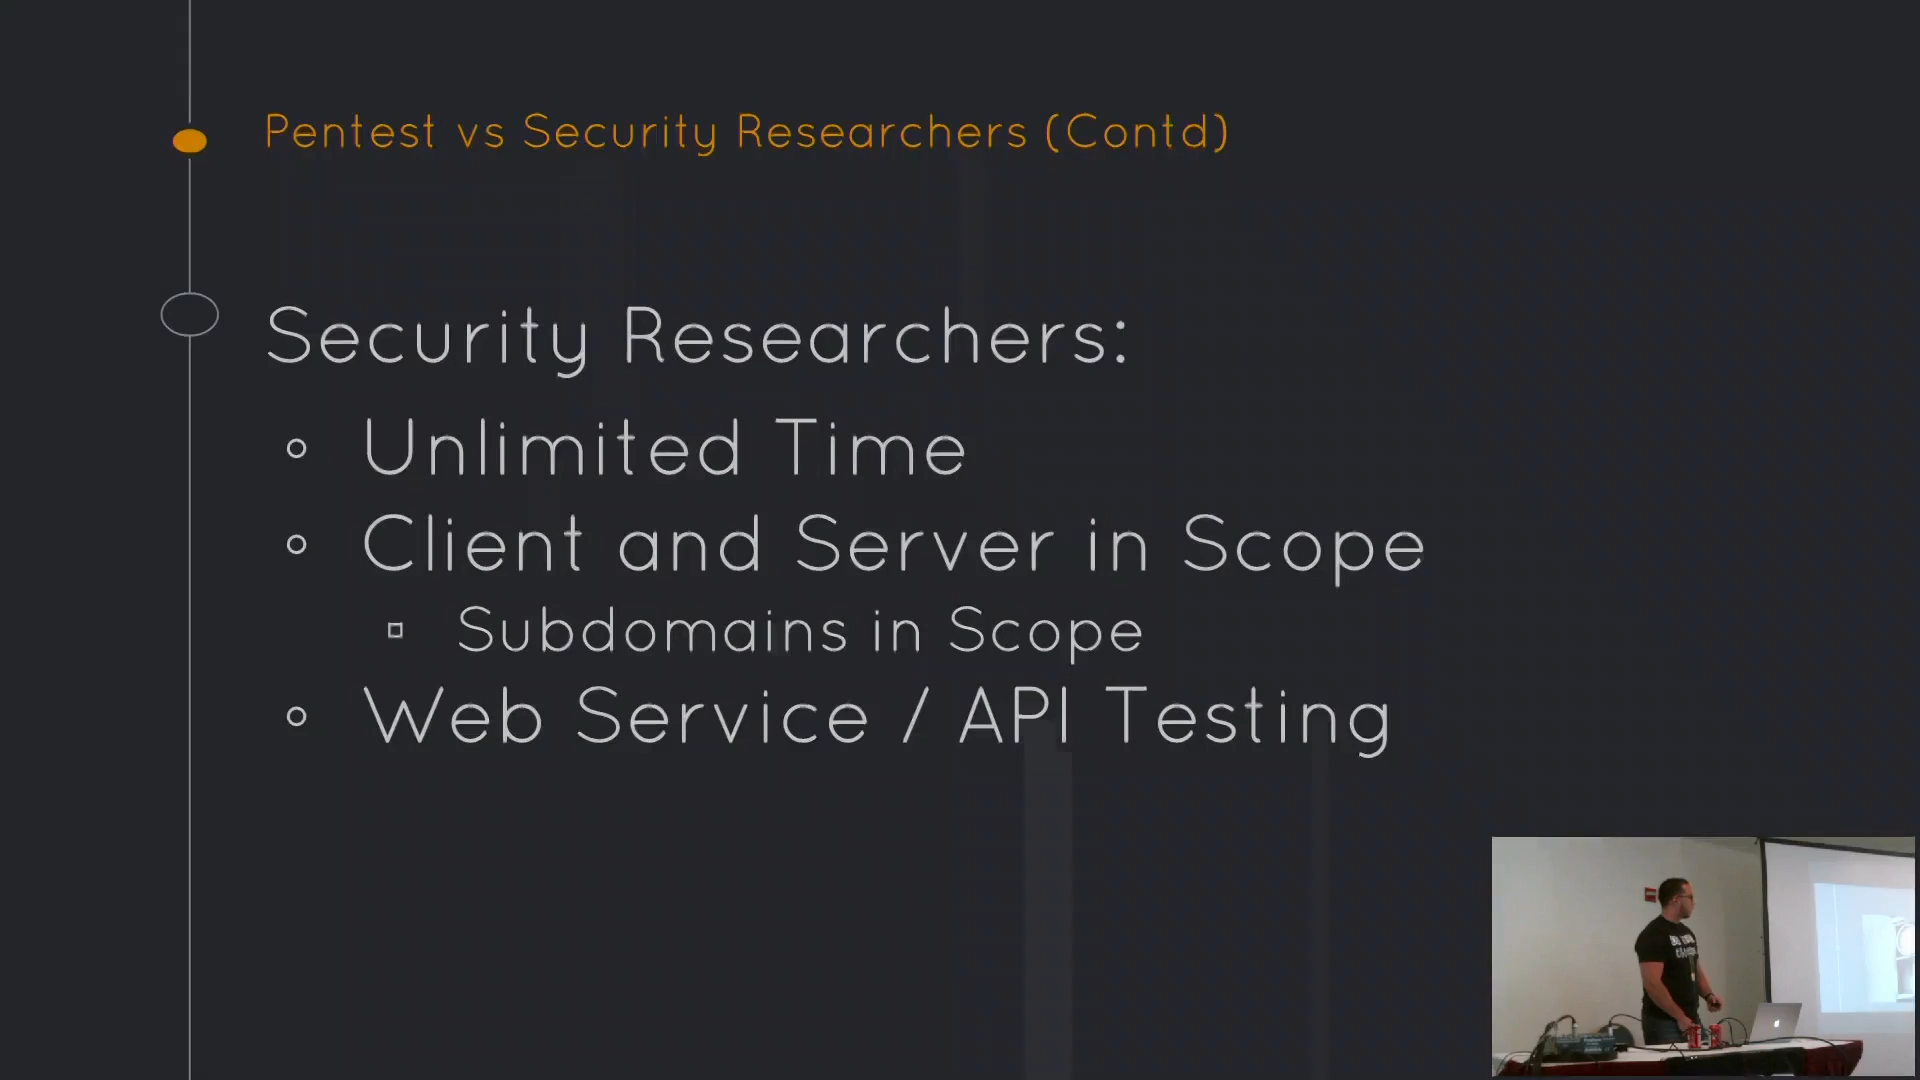 Pentest vs Security Researchers (Contd)
Security Researchers:
Unlimited Time
Client and Server in Scope
Subdomains in Scope
Web Service / API Testing